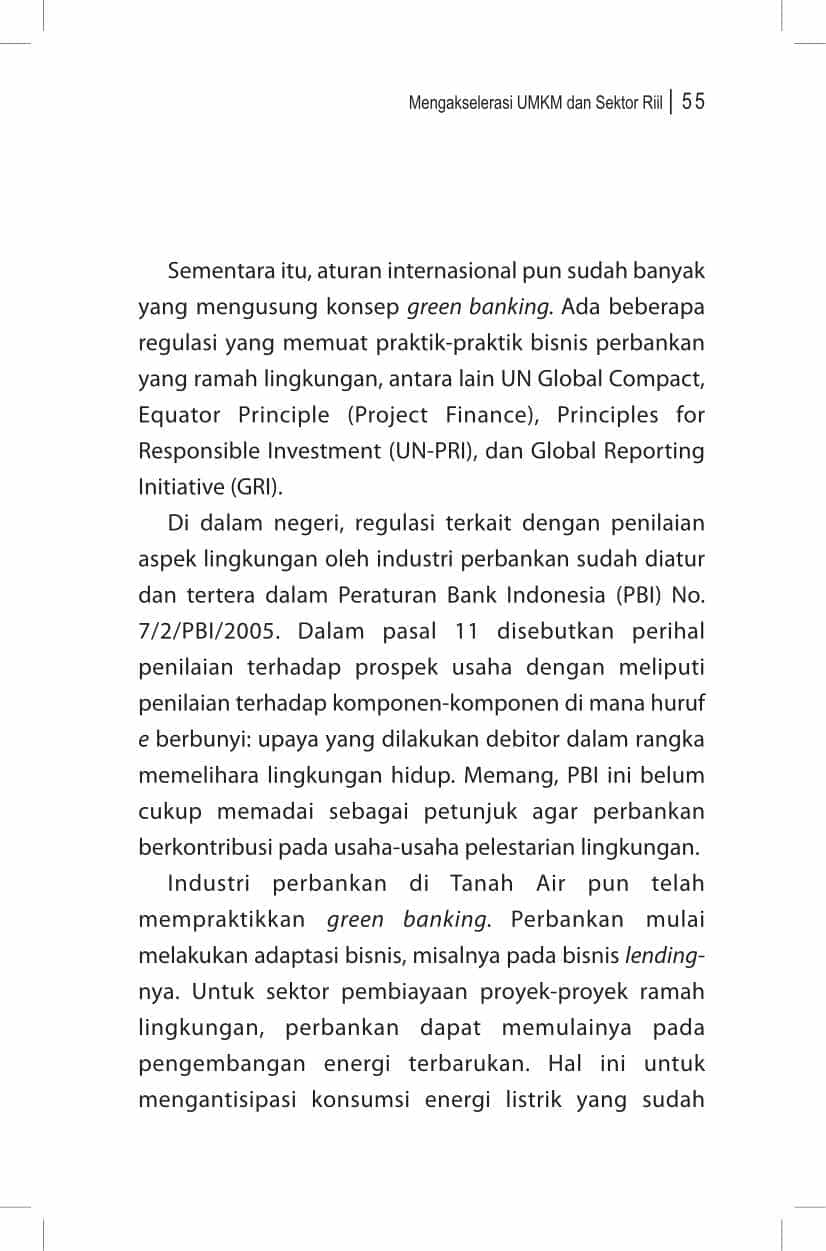 Mengakselerasi UMKM dan Sektor Riil | 55
Sementara itu, aturan internasional pun sudah banyak
yang mengusung konsep green banking. Ada beberapa
regulasi yang memuat praktik-praktik bisnis perbankan
yang ramah lingkungan, antara lain UN Global Compact,
Equator Principle (Project Finance), Principles for
Responsible Investment (UN-PRI), dan Global Reporting
Initiative (GRI).
Di dalam negeri, regulasi terkait dengan penilaian
aspek lingkungan oleh industri perbankan sudah diatur
dan tertera dalam Peraturan Bank Indonesia (PBI) No.
7/2/PBI/2005. Dalam pasal 11 disebutkan perihal
penilaian terhadap prospek usaha dengan meliputi
penilaian terhadap komponen-komponen di mana huruf
e berbunyi: upaya yang dilakukan debitor dalam rangka
memelihara lingkungan hidup. Memang, PBI ini belum
cukup memadai sebagai petunjuk agar perbankan
berkontribusi pada usaha-usaha pelestarian lingkungan.
Industri perbankan di Tanah Air pun telah
mempraktikkan green banking. Perbankan mulai
melakukan adaptasi bisnis, misalnya pada bisnis lending-
nya. Untuk sektor pembiayaan proyek-proyek ramah
lingkungan, perbankan dapat memulainya pada
pengembangan energi terbarukan. Hal ini untuk
mengantisipasi konsumsi energi listrik yang sudah